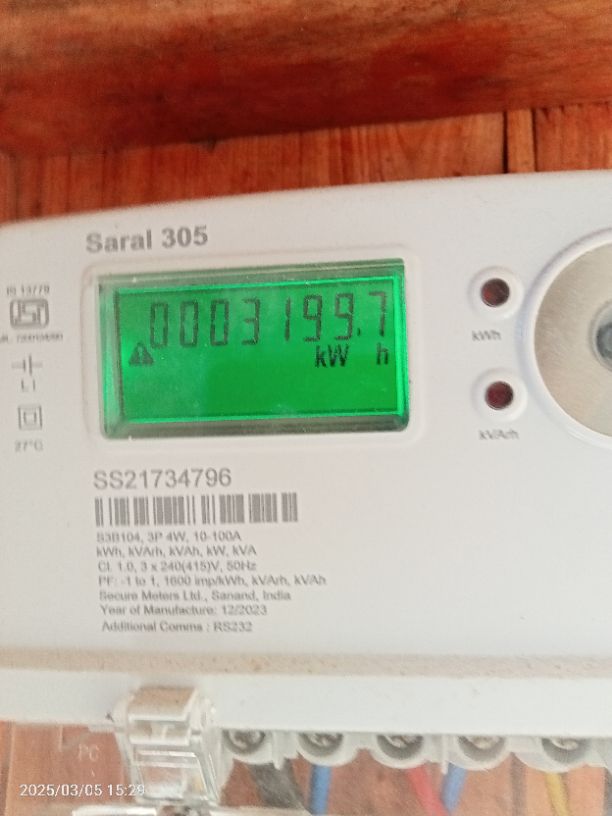 Saral 305
IS 13779
0003199.7
kW h
kWh
kVArh
27°C
SS21734796
S3B104, 3P 4W, 10-100A
kWh, kVArh, kVAh, kW, kVA
Cl. 1.0, 3 x 240(415)V, 50Hz
PF: -1 to 1, 1600 imp/kWh, kVArh, kVAh
Secure Meters Ltd., Sanand, India
Year of Manufacture: 12/2023
Additional Comms : RS232
2025/03/05 15:29